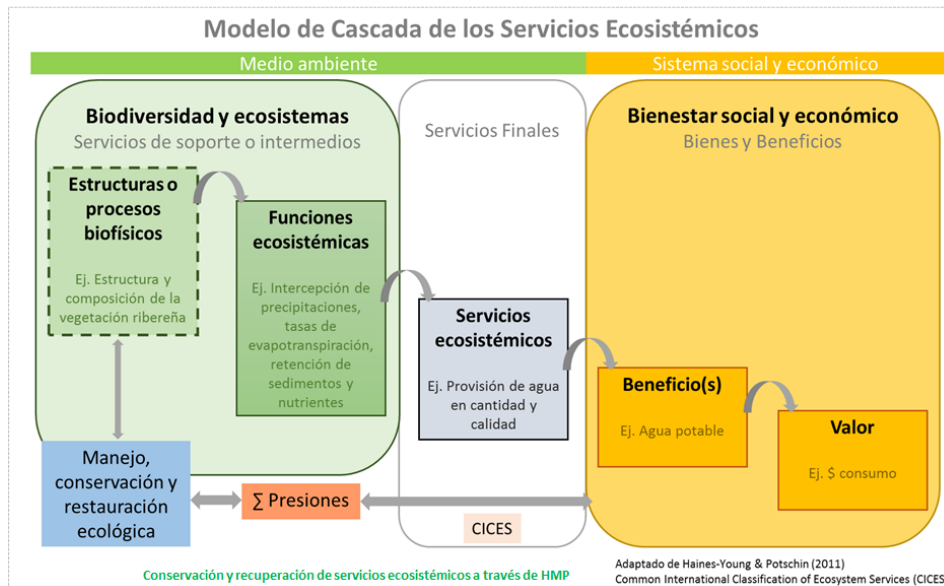 Modelo de Cascada de los Servicios Ecosistémicos
Medio ambiente
Sistema social y económico
Biodiversidad y ecosistemas
Servicios de soporte o intermedios
Estructuras o
procesos
biofísicos
Ej. Estructura y
composición de la
vegetación ribereña
Funciones
ecosistémicas
Ej. Intercepción de
precipitaciones,
tasas de
evapotranspiración,
retención de
sedimentos y
nutrientes
Servicios Finales
Servicios
ecosistémicos
Ej. Provisión de agua
en cantidad y
calidad
Bienestar social y económico
Bienes y Beneficios
Beneficio(s)
Ej. Agua potable
Valor
Ej. $ consumo
Manejo,
conservación y
restauración
ecológica
∑ Presiones
CICES
Conservación y recuperación de servicios ecosistémicos a través de HMP
Adaptado de Haines-Young & Potschin (2011)
Common International Classification of Ecosystem Services (CICES